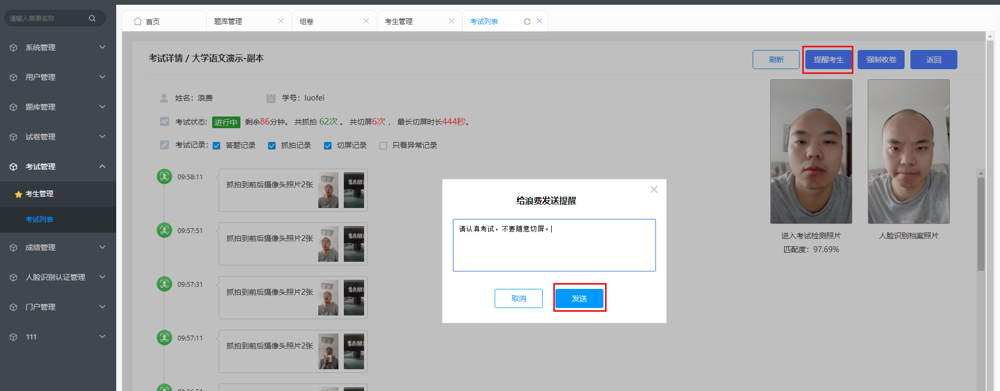 请输入菜单名称
系统管理
用户管理
题库管理
试卷管理
考试管理
考生管理
考试列表
成绩管理
人脸识别认证管理
门户管理
111
首页
题库管理
组卷
考生管理
考试列表
考试详情 / 大学语文演示-副本
刷新
提醒考生
强制收卷
返回
姓名：浪费
学号：luofei
考试状态: 进行中 剩余86分钟。 共抓拍 62次 。 共切屏6次 ， 最长切屏时长444秒。
考试记录: 答题记录 抓拍记录 切屏记录 只看异常记录
09:58:11
抓拍到前后摄像头照片2张
SAMS
09:57:51
抓拍到前后摄像头照片2张
09:57:31
抓拍到前后摄像头照片2张
SAMS
09:57:11
抓拍到前后摄像头照片2张
SAMS
进入考试检测照片
匹配度：97.69%
人脸识别档案照片
给浪费发送提醒
请认真考试，不要随意切屏。
取消
发送